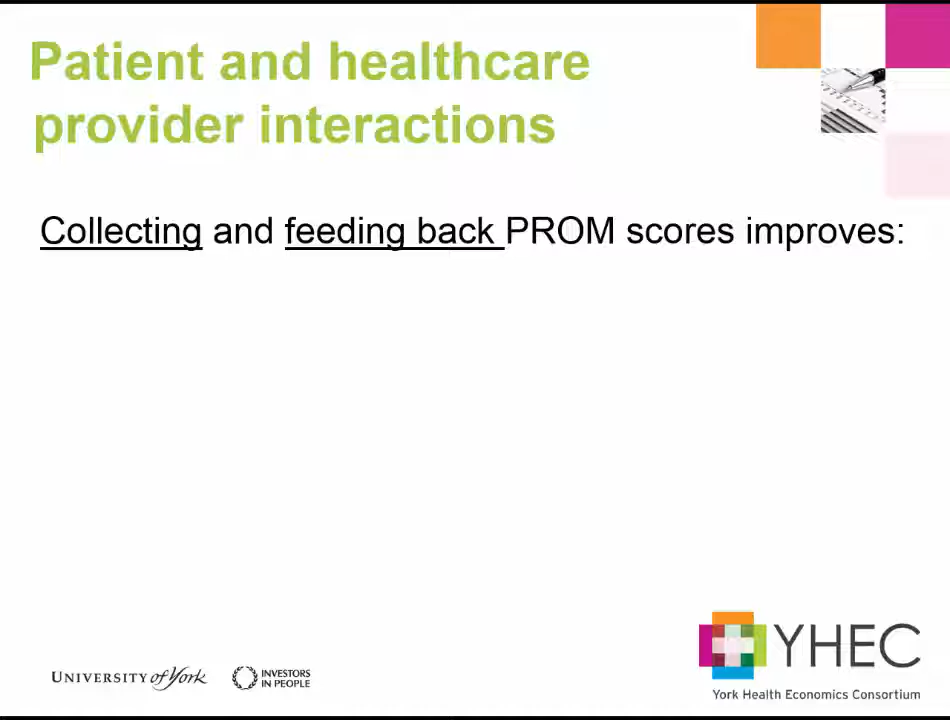 Patient and healthcare
provider interactions
Collecting and feeding back PROM scores improves:
UNIVERSITY of York
INVESTORS
IN PEOPLE
YHEC
York Health Economics Consortium